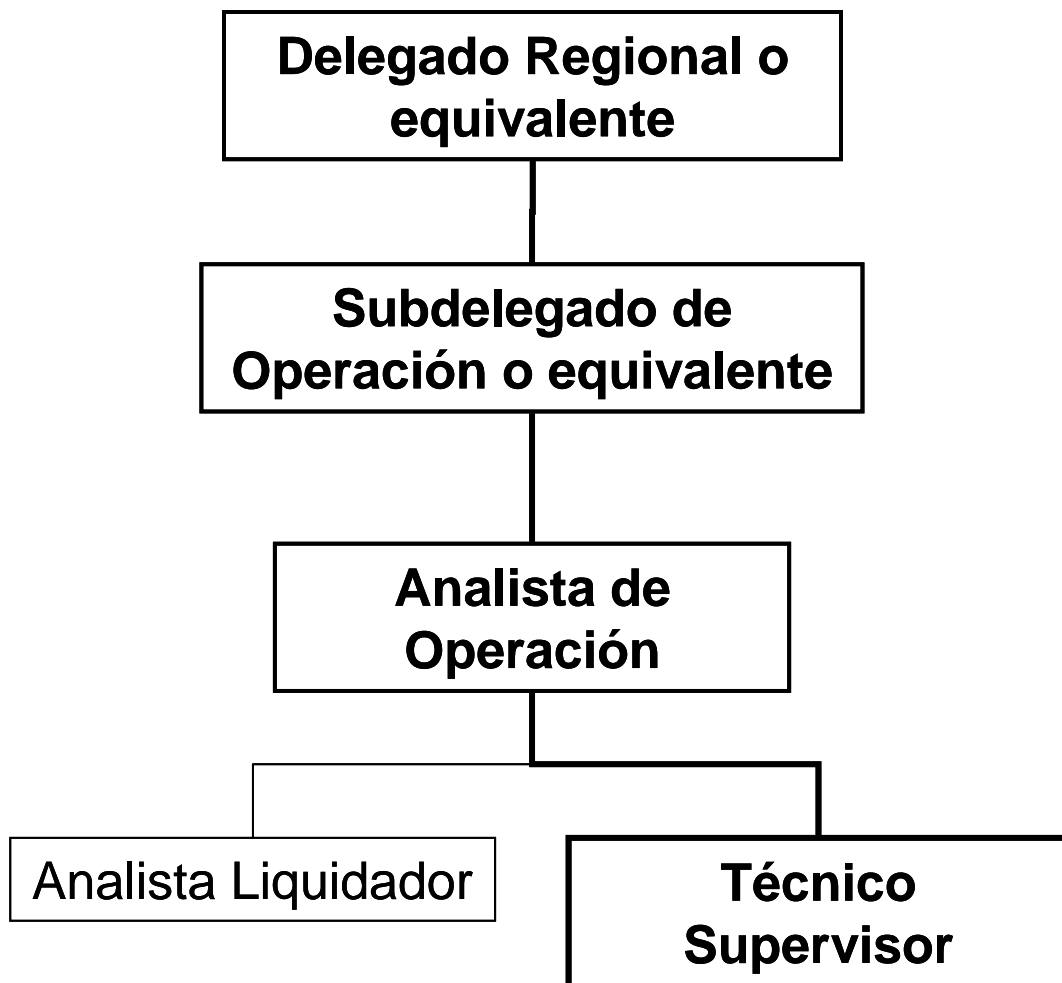 Delegado Regional o
equivalente
Subdelegado de
Operación o equivalente
Analista de
Operación
Analista Liquidador
Técnico
Supervisor